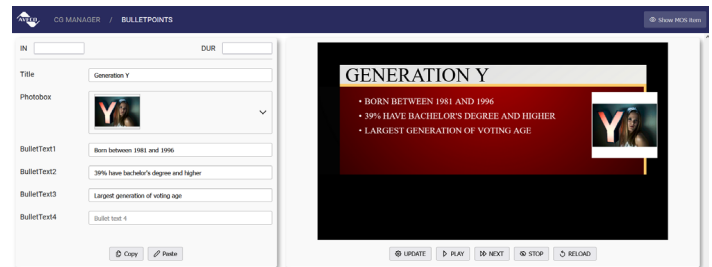 AVECO
CG MANAGER / BULLETPOINTS
Show MOS Item
IN
DUR
Title
Generation Y
Photobox
Y
BulletText1
Born between 1981 and 1996
BulletText2
39% have bachelor's degree and higher
BulletText3
Largest generation of voting age
BulletText4
Bullet text 4
Copy
Paste
GENERATION Y
• BORN BETWEEN 1981 AND 1996
• 39% HAVE BACHELOR'S DEGREE AND HIGHER
• LARGEST GENERATION OF VOTING AGE
Y
UPDATE
PLAY
NEXT
STOP
RELOAD